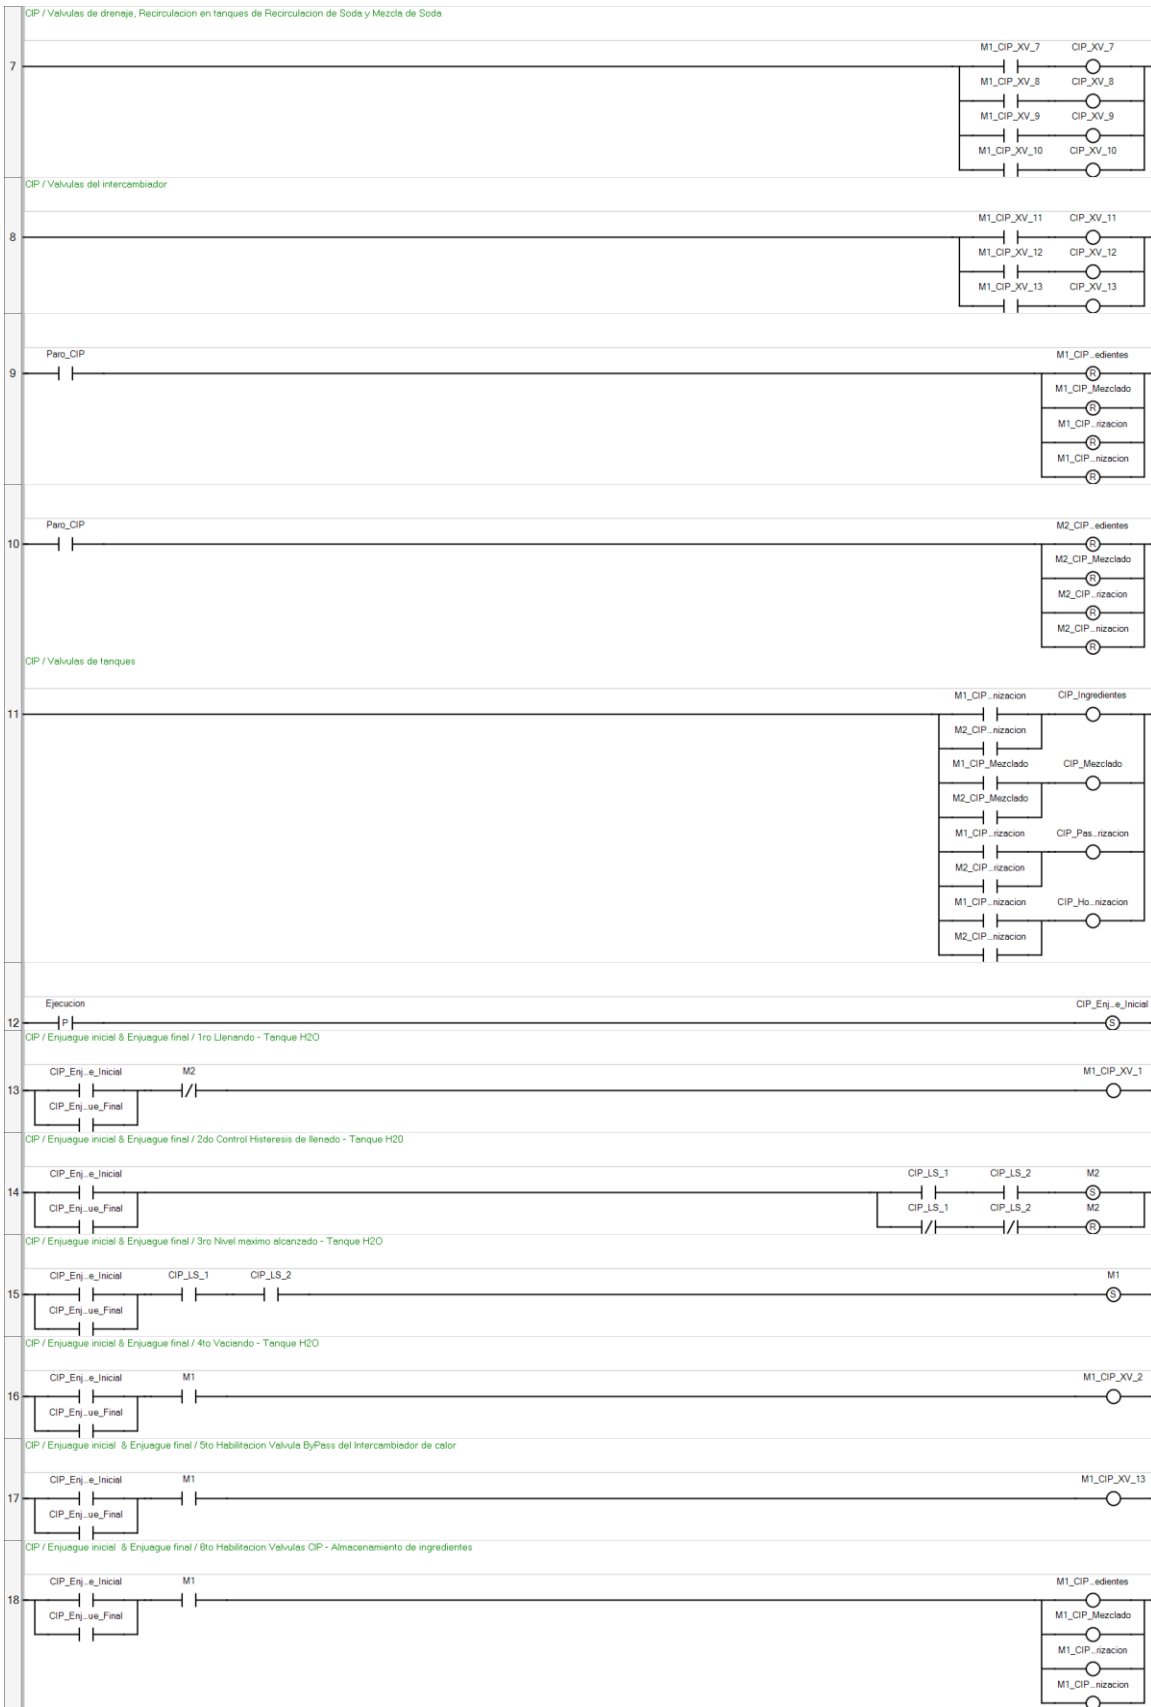 CIP / Valvulas de drenaje, Recirculacion en tanques de Recirculacion de Soda y Mezcla de Soda
M1_CIP_XV_7 CIP_XV_7
7
M1_CIP_XV_8 CIP_XV_8
M1_CIP_XV_9 CIP_XV_9
M1_CIP_XV_10 CIP_XV_10
CIP / Valvulas del intercambiador
M1_CIP_XV_11 CIP_XV_11
8
M1_CIP_XV_12 CIP_XV_12
M1_CIP_XV_13 CIP_XV_13
Paro_CIP M1_CIP...edientes
9 R
M1_CIP_Mezclado
R
M1_CIP...rizacion
R
M1_CIP...nizacion
R
Paro_CIP M2_CIP...edientes
10 R
M2_CIP_Mezclado
R
M2_CIP...rizacion
R
M2_CIP...nizacion
R
CIP / Valvulas de tanques
M1_CIP...nizacion CIP_Ingredientes
11
M2_CIP...nizacion
M1_CIP_Mezclado CIP_Mezclado
M2_CIP_Mezclado
M1_CIP...rizacion CIP_Pas...rizacion
M2_CIP...rizacion
M1_CIP...nizacion CIP_Ho...nizacion
M2_CIP...nizacion
Ejecucion CIP_Enj...e_Inicial
12 P S
CIP / Enjuague inicial & Enjuague final / 1ro Llenando - Tanque H2O
CIP_Enj...e_Inicial M2 M1_CIP_XV_1
13
CIP_Enj...ue_Final
CIP / Enjuague inicial & Enjuague final / 2do Control Histeresis de llenado - Tanque H20
CIP_Enj...e_Inicial CIP_LS_1 CIP_LS_2 M2
14 S
CIP_Enj...ue_Final CIP_LS_1 CIP_LS_2 M2
R
CIP / Enjuague inicial & Enjuague final / 3ro Nivel maximo alcanzado - Tanque H2O
CIP_Enj...e_Inicial CIP_LS_1 CIP_LS_2 M1
15 S
CIP_Enj...ue_Final
CIP / Enjuague inicial & Enjuague final / 4to Vaciando - Tanque H2O
CIP_Enj...e_Inicial M1 M1_CIP_XV_2
16
CIP_Enj...ue_Final
CIP / Enjuague inicial & Enjuague final / 5to Habilitacion Valvula ByPass del Intercambiador de calor
CIP_Enj...e_Inicial M1 M1_CIP_XV_13
17
CIP_Enj...ue_Final
CIP / Enjuague inicial & Enjuague final / 6to Habilitacion Valvulas CIP - Almacenamiento de ingredientes
CIP_Enj...e_Inicial M1 M1_CIP...edientes
18
CIP_Enj...ue_Final M1_CIP_Mezclado
M1_CIP...rizacion
M1_CIP...nizacion